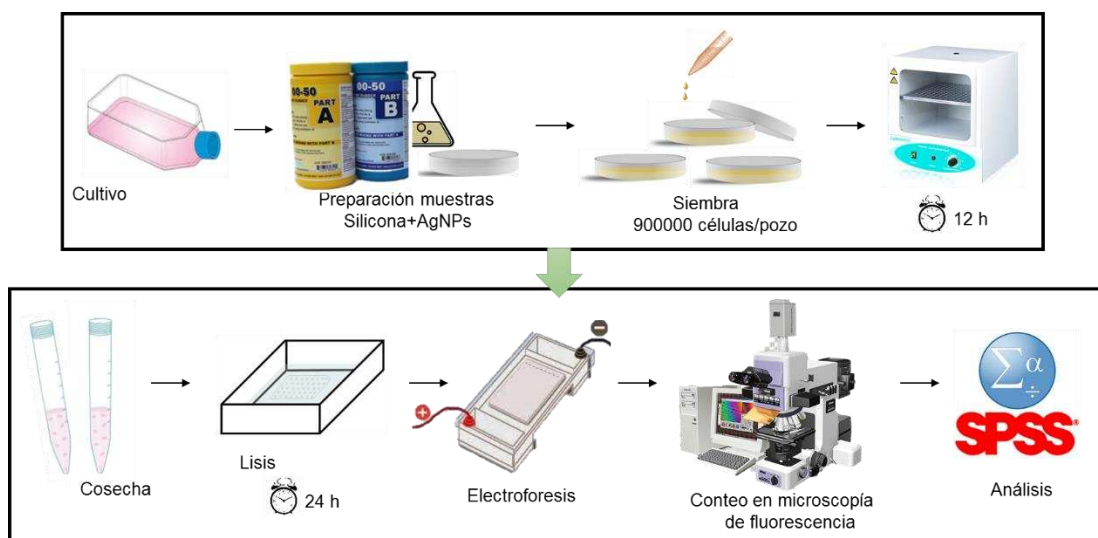 00-50
PART
A
00-50
PART
B
Cultivo
Preparación muestras
Silicona+AgNPs
Siembra
900000 células/pozo
12 h
Cosecha
Lisis
24 h
Electroforesis
Conteo en microscopía
de fluorescencia
Σ α
÷
SPSS
Análisis